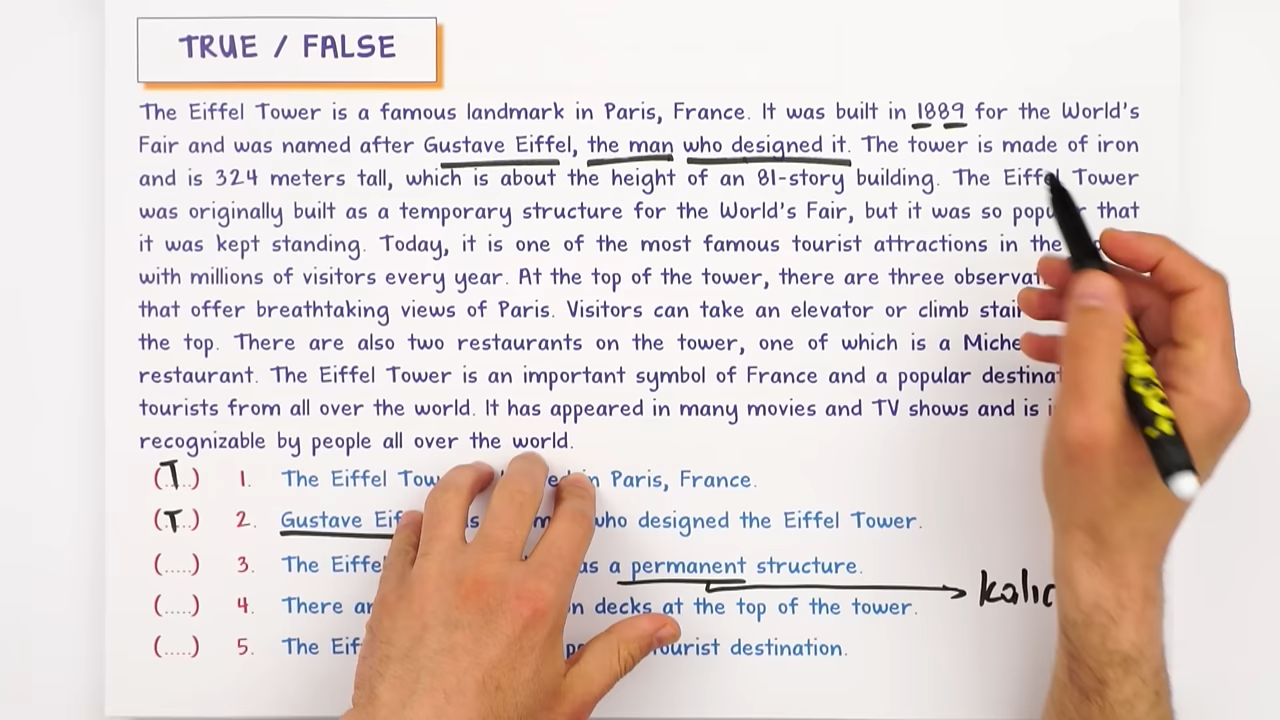 TRUE / FALSE
The Eiffel Tower is a famous landmark in Paris, France. It was built in 1889 for the World's
Fair and was named after Gustave Eiffel, the man who designed it. The tower is made of iron
and is 324 meters tall, which is about the height of an 81-story building. The Eiffel Tower
was originally built as a temporary structure for the World's Fair, but it was so that
it was kept standing. Today, it is one of the most famous tourist attractions in the
with millions of visitors every year. At the top of the tower, there are three
that offer breathtaking views of Paris. Visitors can take an elevator or climb
the top. There are also two restaurants on the tower, one of which is a
restaurant. The Eiffel Tower is an important symbol of France and a popular
tourists from all over the world. It has appeared in many movies and TV shows and is
recognizable by people all over the world.
(.T.) 1. The Eiffel in Paris, France.
(.T.) 2. Gustave who designed the Eiffel Tower.
(.....) 3. The a permanent structure. → kalıc
(.....) 4. There decks at the top of the tower.
(.....) 5. The tourist destination.